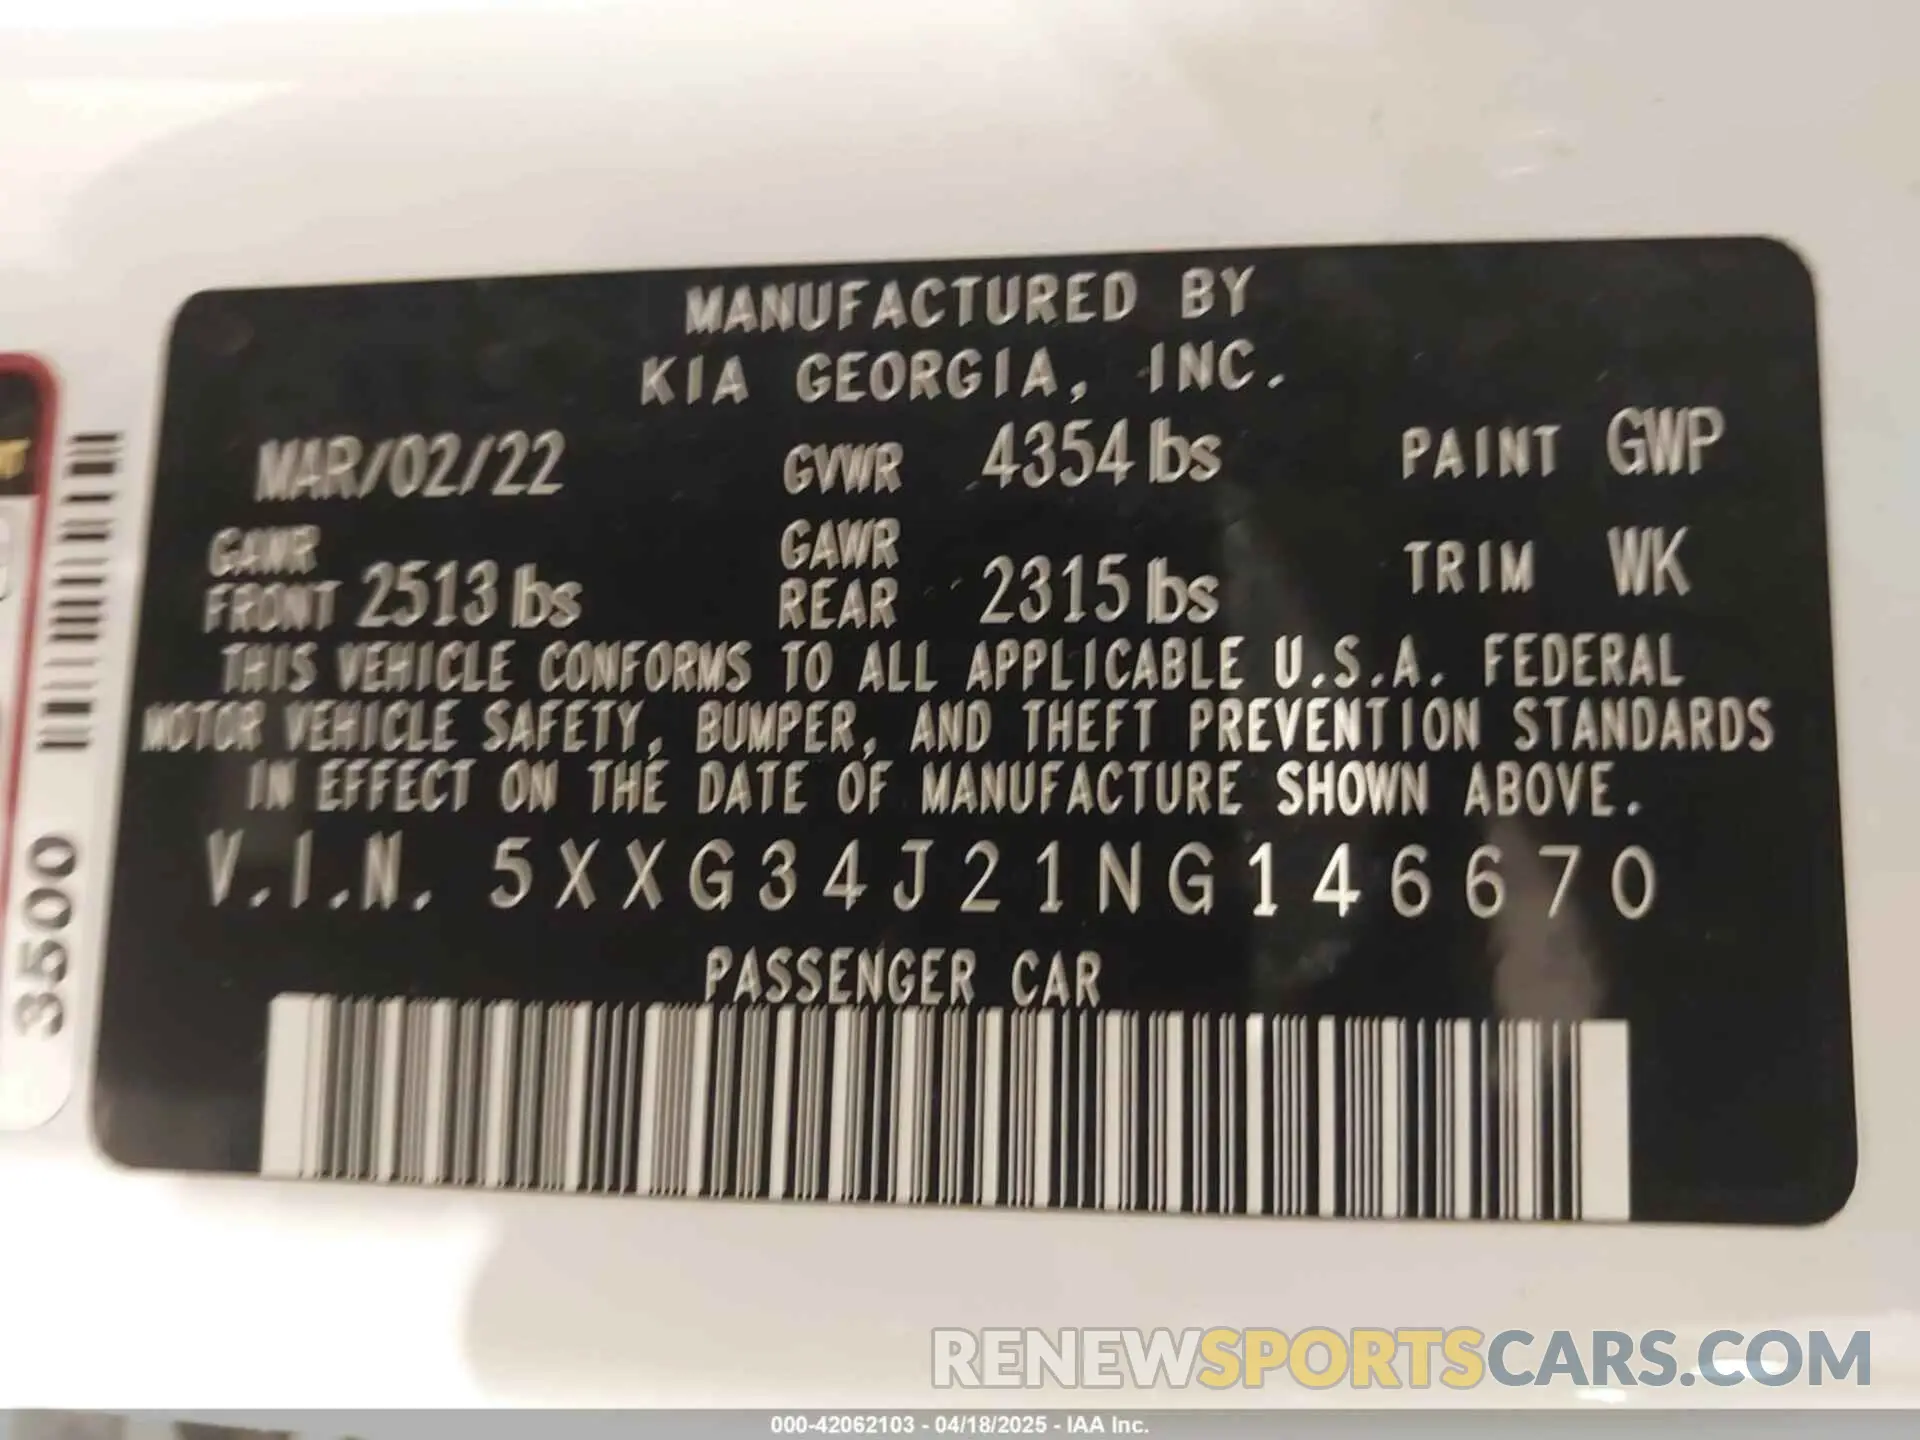 MANUFACTURED BY
KIA GEORGIA, INC.
MAR/02/22 GVWR 4354 lbs PAINT GWP
GAWR FRONT 2513 lbs GAWR REAR 2315 lbs TRIM WK
THIS VEHICLE CONFORMS TO ALL APPLICABLE U.S.A. FEDERAL
MOTOR VEHICLE SAFETY, BUMPER, AND THEFT PREVENTION STANDARDS
IN EFFECT ON THE DATE OF MANUFACTURE SHOWN ABOVE.
V.I.N. 5XXG34J21NG146670
PASSENGER CAR
3500
RENEWSPORTSCARS.COM
000-42062103 - 04/18/2025 - IAA Inc.